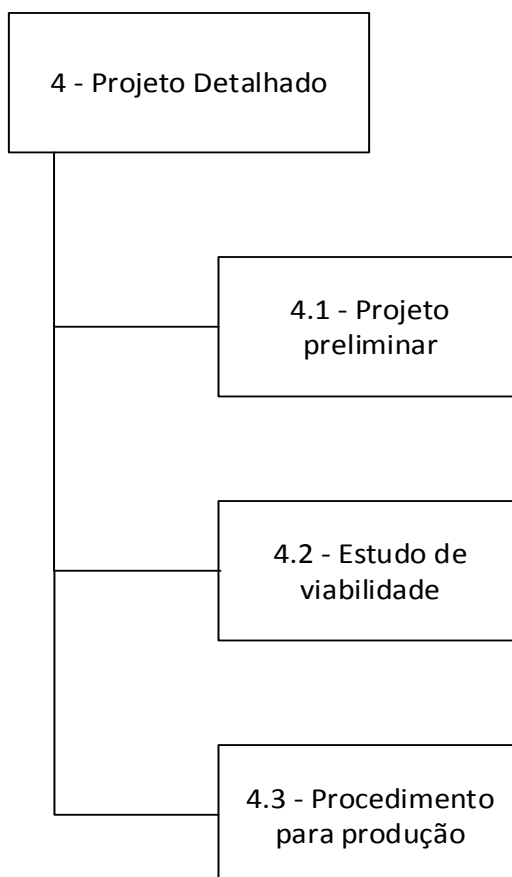 4 - Projeto Detalhado
4.1 - Projeto
preliminar
4.2 - Estudo de
viabilidade
4.3 - Procedimento
para produção